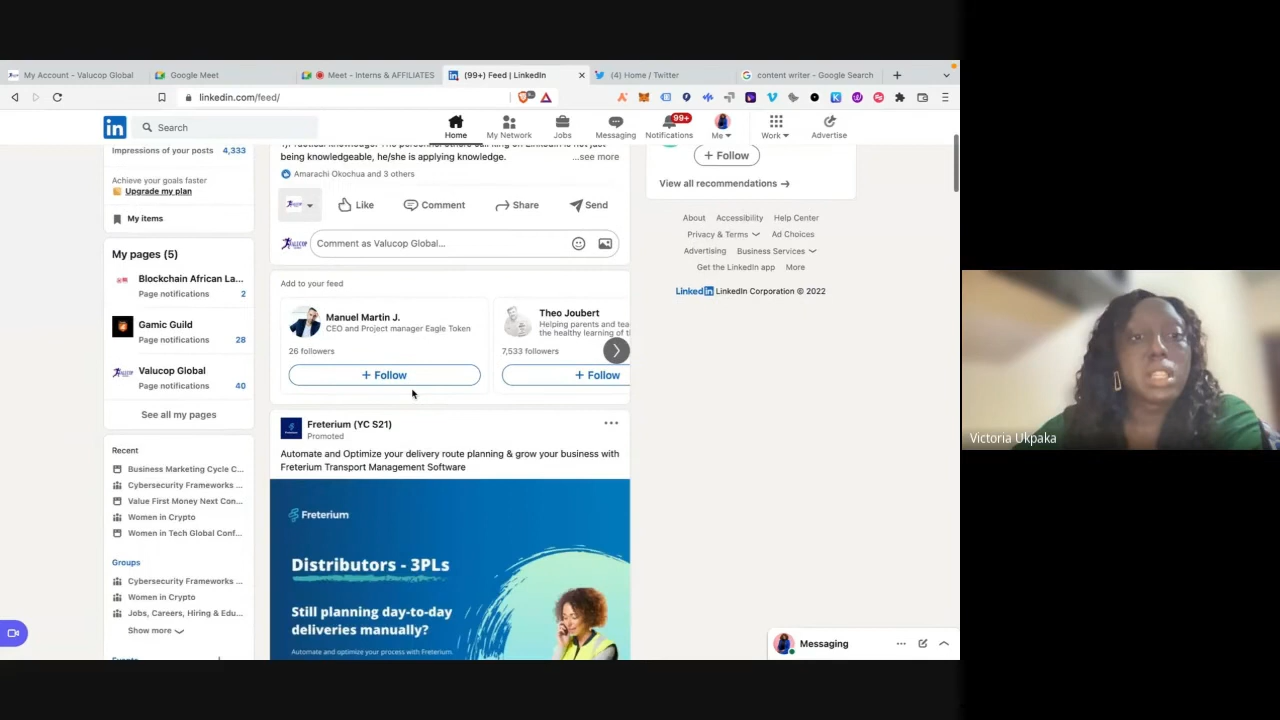 My Account - Valucop Global
Google Meet
Meet - Interns & AFFILIATES
(99+) Feed | LinkedIn
(4) Home / Twitter
content writer - Google Search
linkedin.com/feed/
Search
99+
Home
My Network
Jobs
Messaging
Notifications
Me
Work
Advertise
Impressions of your posts 4,333
Achieve your goals faster
Upgrade my plan
My items
My pages (5)
Blockchain African La...
Page notifications 2
Gamic Guild
Page notifications 28
Valucop Global
Page notifications 40
See all my pages
Recent
Business Marketing Cycle C...
Cybersecurity Frameworks ...
Value First Money Next Con...
Women in Crypto
Women in Tech Global Conf...
Groups
Cybersecurity Frameworks ...
Women in Crypto
Jobs, Careers, Hiring & Edu...
Show more
being knowledgeable, he/she is applying knowledge. ...see more
Amarachi Okochua and 3 others
Like
Comment
Share
Send
Comment as Valucop Global...
Add to your feed
Manuel Martin J.
CEO and Project manager Eagle Token
26 followers
+ Follow
Theo Joubert
Helping parents and tea
the healthy learning of t
7,533 followers
+ Follow
Freterium (YC S21)
Promoted
Automate and Optimize your delivery route planning & grow your business with
Freterium Transport Management Software
Freterium
Distributors - 3PLs
Still planning day-to-day
deliveries manually?
Automate and optimize your process with Freterium.
+ Follow
View all recommendations →
About Accessibility Help Center
Privacy & Terms Ad Choices
Advertising Business Services
Get the LinkedIn app More
LinkedIn LinkedIn Corporation © 2022
Messaging
Victoria Ukpaka